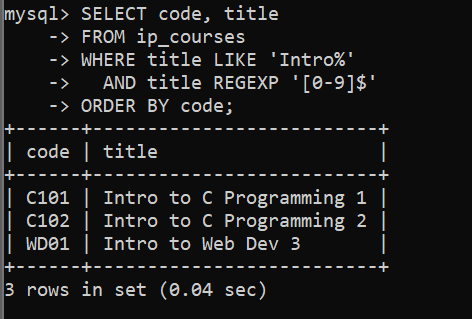 mysql> SELECT code, title
    -> FROM ip_courses
    -> WHERE title LIKE 'Intro%'
    ->   AND title REGEXP '[0-9]$'
    -> ORDER BY code;
+------+--------------------------+
| code | title                    |
+------+--------------------------+
| C101 | Intro to C Programming 1 |
| C102 | Intro to C Programming 2 |
| WD01 | Intro to Web Dev 3       |
+------+--------------------------+
3 rows in set (0.04 sec)